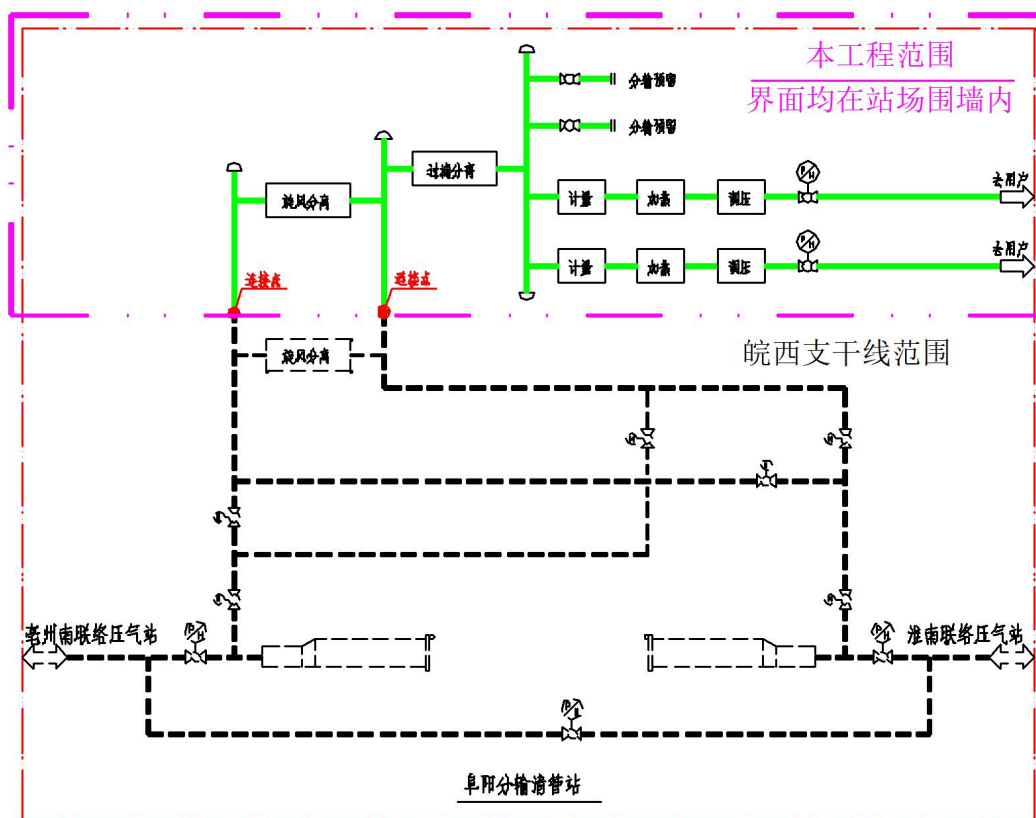 本工程范围
界面均在站场围墙内
分输预留
分输预留
过滤分离
旋风分离
计量
加热
调压
去用户
计量
加热
调压
去用户
连接点
连接点
旋风分离
皖西支干线范围
亳州南联络压气站
淮南联络压气站
阜阳分输清管站